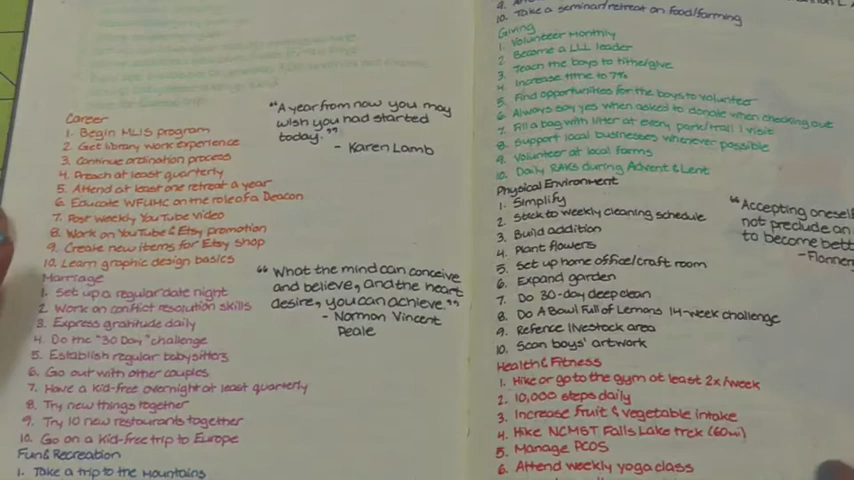 Career
1. Begin MLIS program
2. Get library work experience
3. Continue ordination process
4. Preach at least quarterly
5. Attend at least one retreat a year
6. Educate WFUMC on the role of a Deacon
7. Post weekly YouTube video
8. Work on YouTube & Etsy promotion
9. Create new items for Etsy shop
10. Learn graphic design basics
Marriage
1. Set up a regular date night
2. Work on conflict resolution skills
3. Express gratitude daily
4. Do the "30 Day" challenge
5. Establish regular babysitters
6. Go out with other couples
7. Have a kid-free overnight at least quarterly
8. Try new things together
9. Try 10 new restaurants together
10. Go on a kid-free trip to Europe
Fun & Recreation
1. Take a trip to the Mountains
"A year from now you may
wish you had started
today."
- Karen Lamb
"What the mind can conceive
and believe, and the heart
desire, you can achieve."
- Norman Vincent
Peale
10. Take a seminar/retreat on food/farming
Giving
1. Volunteer Monthly
2. Become a LLL leader
3. Teach the boys to tithe/give
4. Increase tithe to 7%
5. Find opportunities for the boys to volunteer
6. Always say yes when asked to donate when checking out
7. Fill a bag with litter at every park/trail I visit
8. Support local businesses whenever possible
9. Volunteer at local farms
10. Daily RAKs during Advent & Lent
Physical Environment
1. Simplify
2. Stick to weekly cleaning schedule
3. Build addition
4. Plant flowers
5. Set up home office/craft room
6. Expand garden
7. Do 30-day deep clean
8. Do A Bowl Full of Lemons 14-week challenge
9. Refence livestock area
10. Scan boys' artwork
Health & Fitness
1. Hike or go to the gym at least 2x/week
2. 10,000 steps daily
3. Increase fruit & vegetable intake
4. Hike NCMST Falls Lake trek (60mi)
5. Manage PCOS
6. Attend weekly yoga class
"Accepting oneself
not preclude an
to become bett
- Flanner